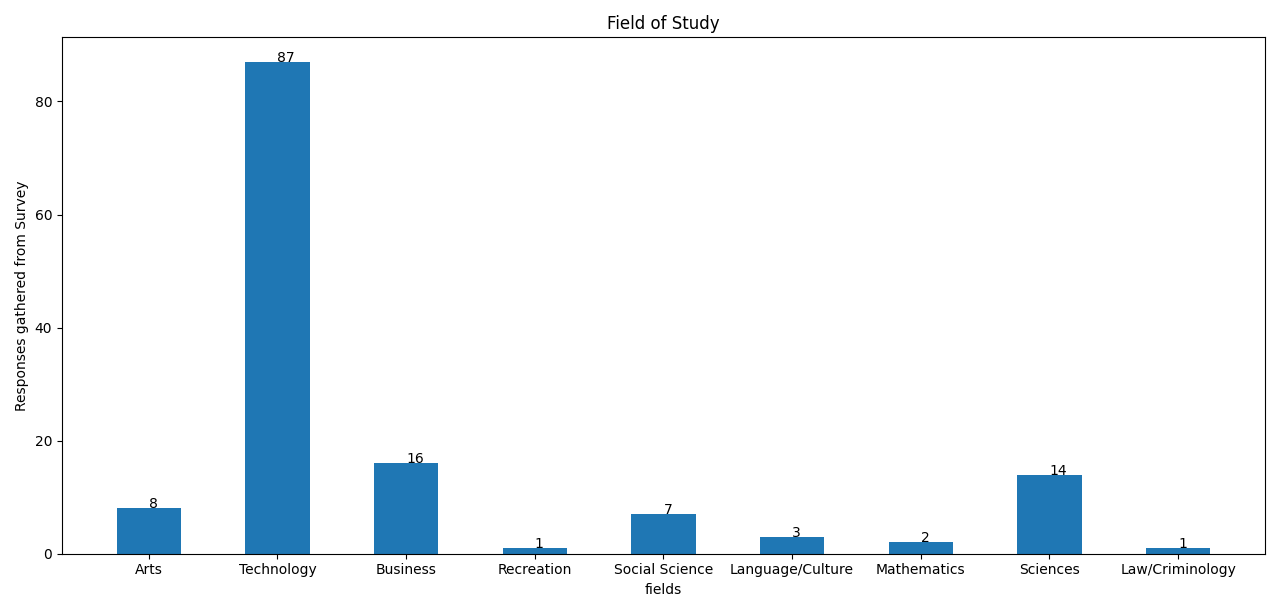 Field of Study
Responses gathered from Survey
80
60
40
20
0
8
87
16
1
7
3
2
14
1
Arts
Technology
Business
Recreation
Social Science
Language/Culture
Mathematics
Sciences
Law/Criminology
fields